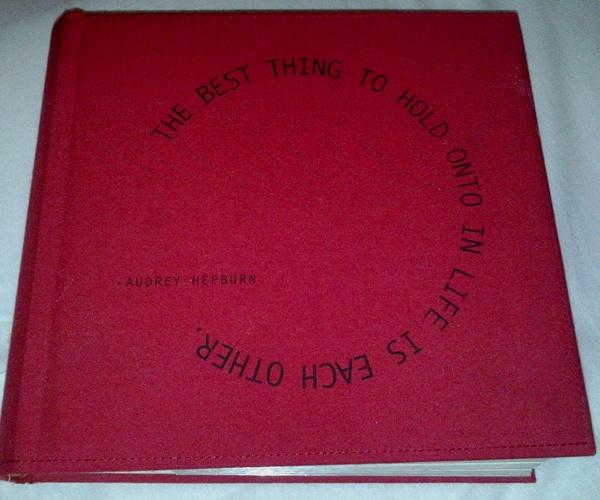 THE BEST THING TO HOLD ONTO IN LIFE IS EACH OTHER.
-AUDREY HEPBURN